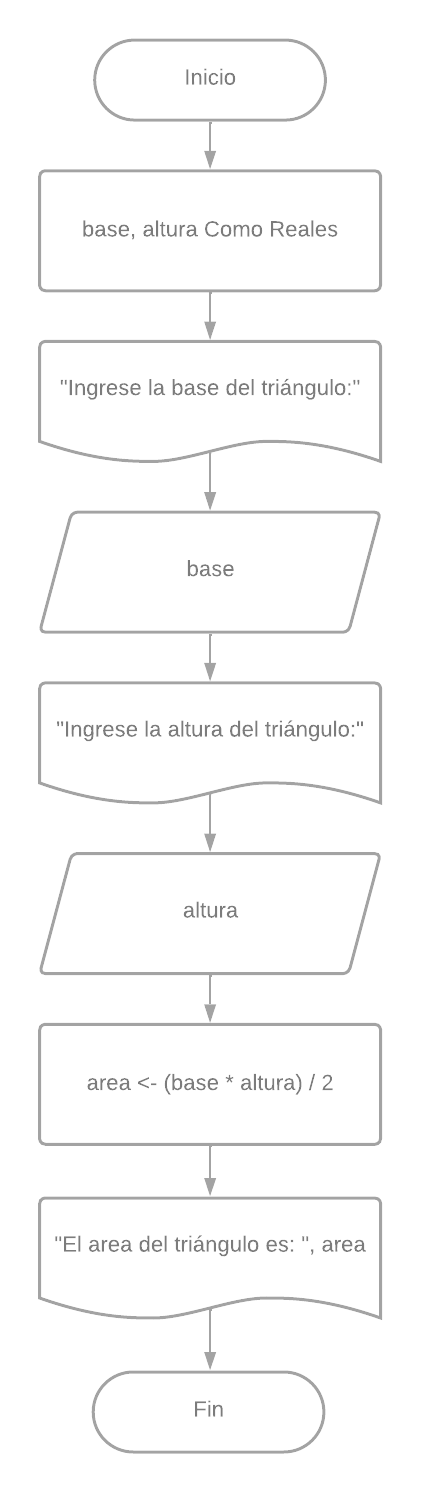 Inicio
base, altura Como Reales
"Ingrese la base del triángulo:"
base
"Ingrese la altura del triángulo:"
altura
area <- (base * altura) / 2
"El area del triángulo es: ", area
Fin